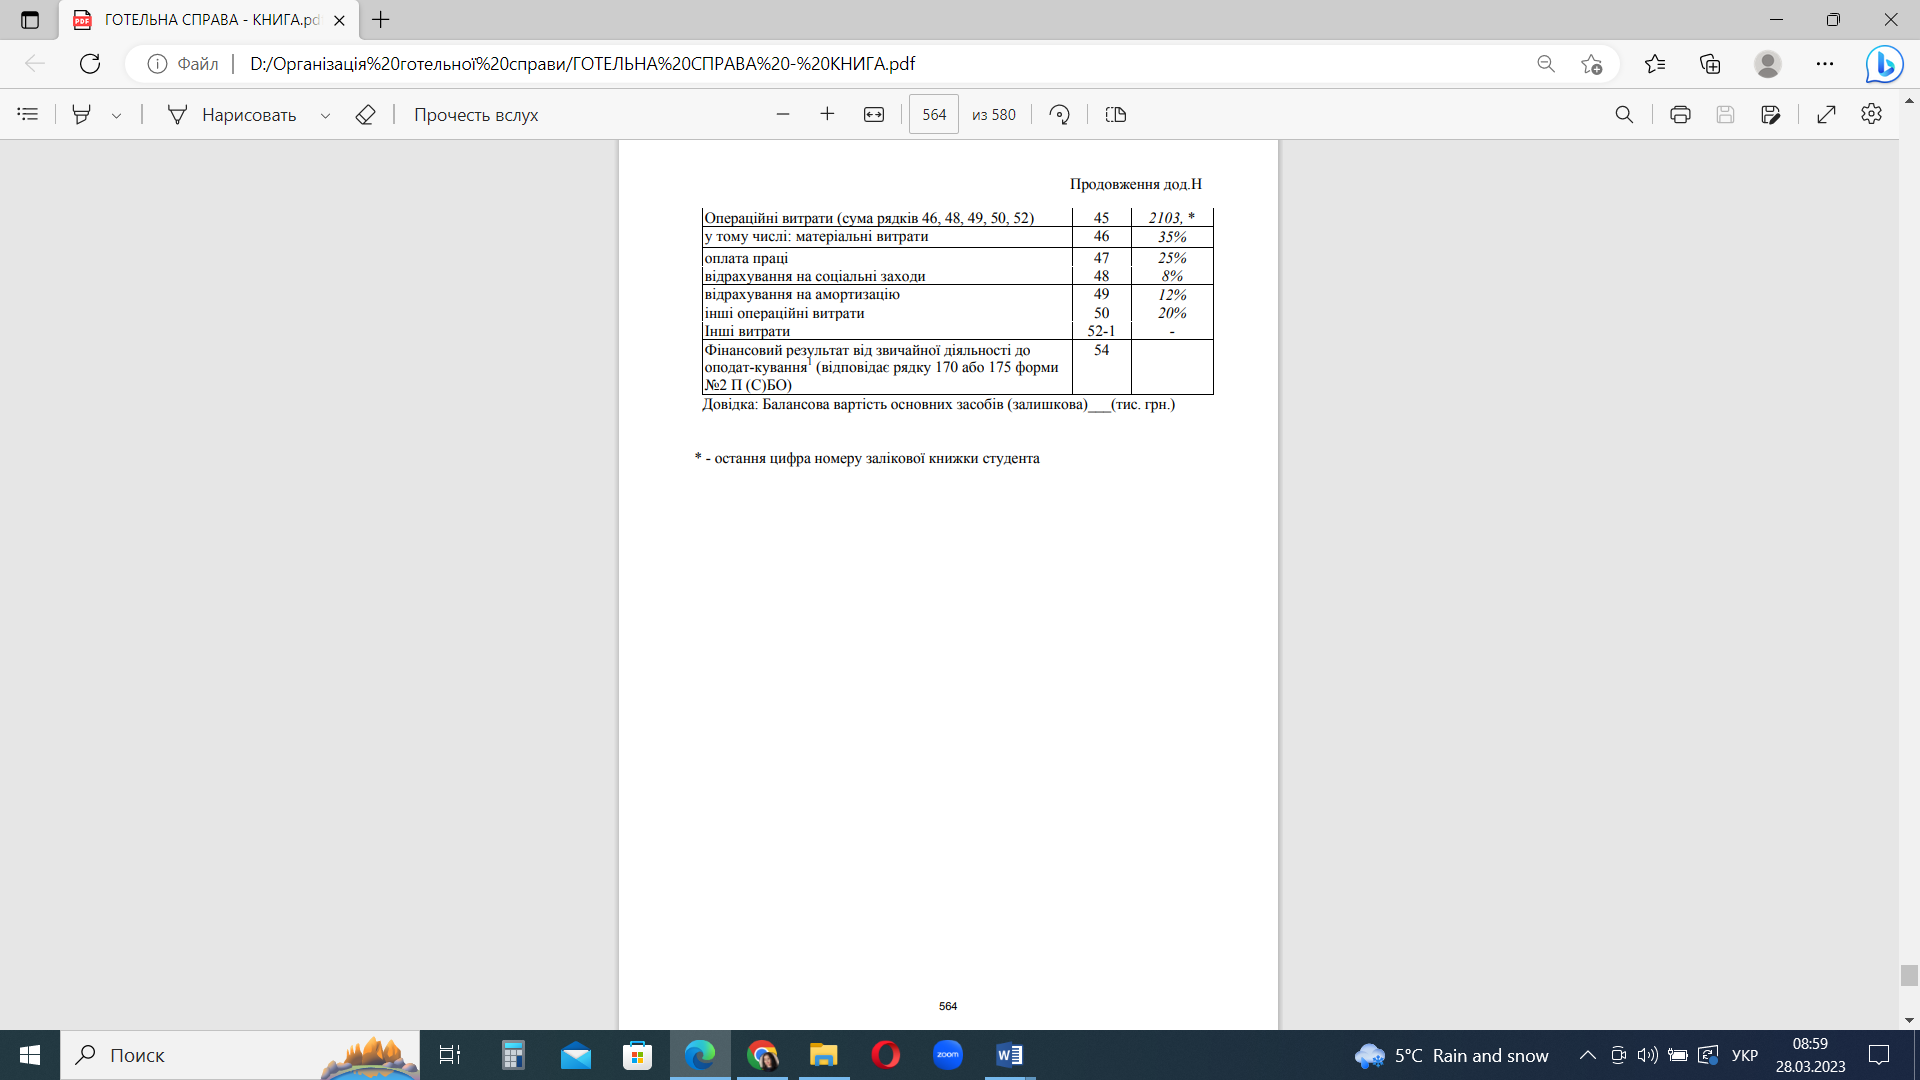 ГОТЕЛЬНА СПРАВА - КНИГА.pd
Файл
D:/Організація%20готельної%20справи/ГОТЕЛЬНА%20СПРАВА%20-%20КНИГА.pdf
Нарисовать
Прочесть вслух
564
из 580
Продовження дод.Н
Операційні витрати (сума рядків 46, 48, 49, 50, 52) 45 2103, *
у тому числі: матеріальні витрати 46 35%
оплата праці 47 25%
відрахування на соціальні заходи 48 8%
відрахування на амортизацію 49 12%
інші операційні витрати 50 20%
Інші витрати 52-1 -
Фінансовий результат від звичайної діяльності до 54
оподат-кування1 (відповідає рядку 170 або 175 форми
№2 П (С)БО)
Довідка: Балансова вартість основних засобів (залишкова)___(тис. грн.)
* - остання цифра номеру залікової книжки студента
564
Поиск
zoom
5°C Rain and snow
УКР
08:59
28.03.2023